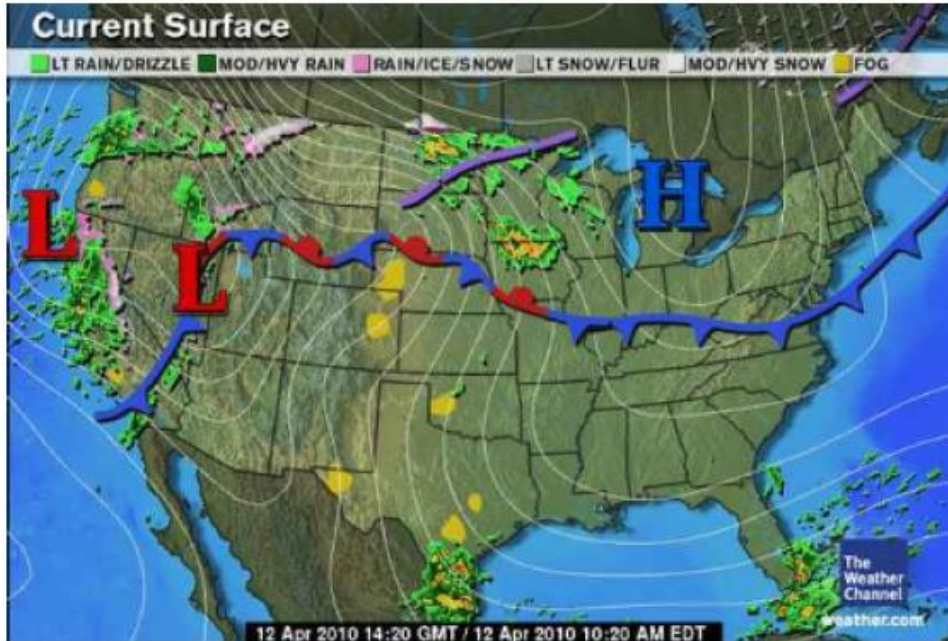 Current Surface
LT RAIN/DRIZZLE MOD/HVY RAIN RAIN/ICE/SNOW LT SNOW/FLUR MOD/HVY SNOW FOG
H
L
L
The
Weather
Channel
weather.com
12 Apr 2010 14:20 GMT / 12 Apr 2010 10:20 AM EDT